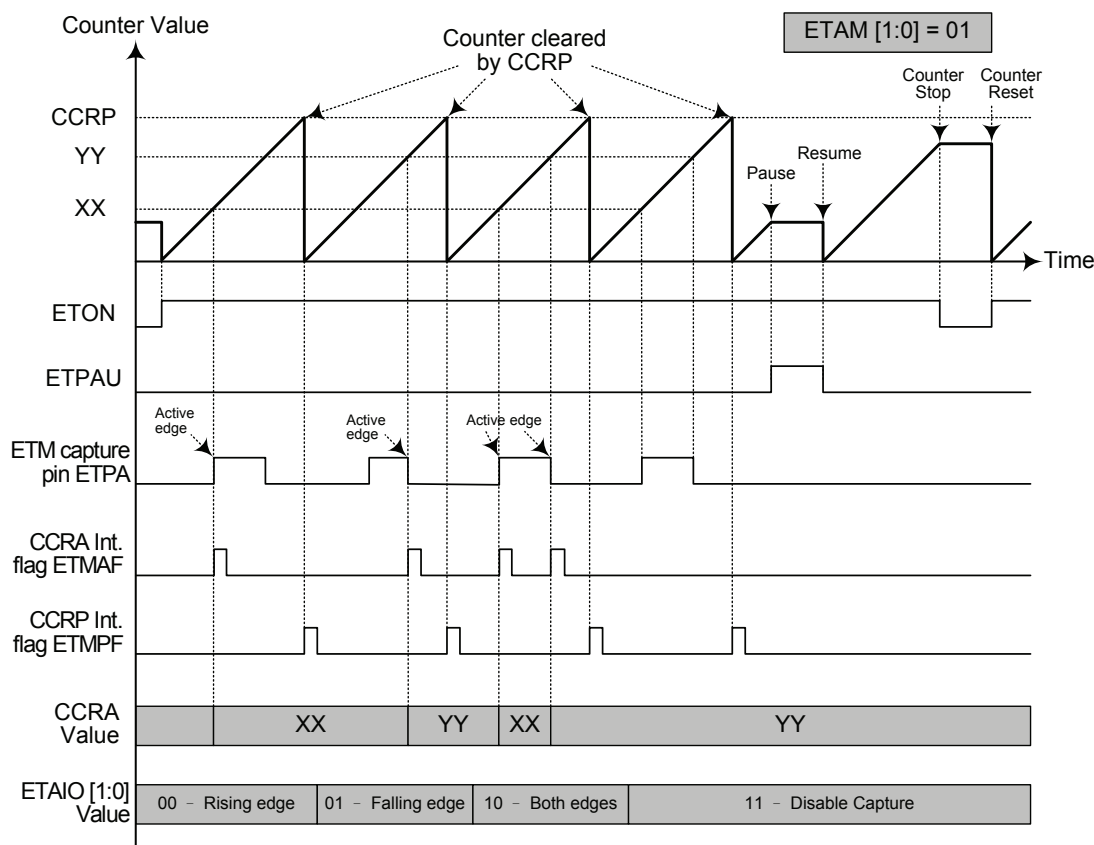 Counter Value
ETAM [1:0] = 01
Counter cleared
by CCRP
Counter
Stop
Counter
Reset
CCRP
YY
XX
Pause
Resume
Time
ETON
ETPAU
Active
edge
Active
edge
Active edge
ETM capture
pin ETPA
CCRA Int.
flag ETMAF
CCRP Int.
flag ETMPF
CCRA
Value
XX
YY
XX
YY
ETAIO [1:0]
Value
00 - Rising edge
01 - Falling edge
10 - Both edges
11 - Disable Capture